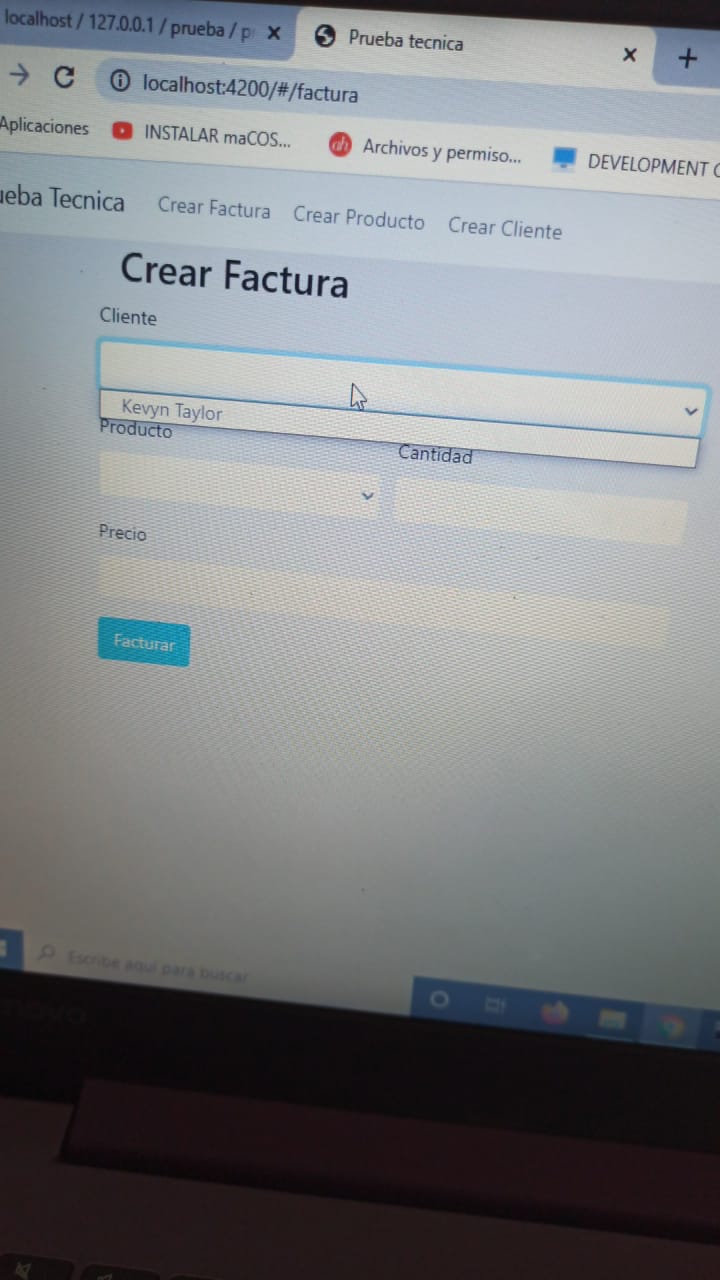 localhost / 127.0.0.1 / prueba / p
Prueba tecnica
localhost:4200/#/factura
Aplicaciones
INSTALAR maCOS...
Archivos y permiso...
DEVELOPMENT
ueba Tecnica
Crear Factura
Crear Producto
Crear Cliente
Crear Factura
Cliente
Kevyn Taylor
Producto
Cantidad
Precio
Facturar
Escribe aquí para buscar